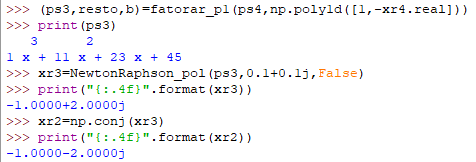 >>> (ps3,resto,b)=fatorar_p1(ps4,np.poly1d([1,-xr4.real]))
>>> print(ps3)
3 2
1 x + 11 x + 23 x + 45
>>> xr3=NewtonRaphson_pol(ps3,0.1+0.1j,False)
>>> print("{:.4f}".format(xr3))
-1.0000+2.0000j
>>> xr2=np.conj(xr3)
>>> print("{:.4f}".format(xr2))
-1.0000-2.0000j